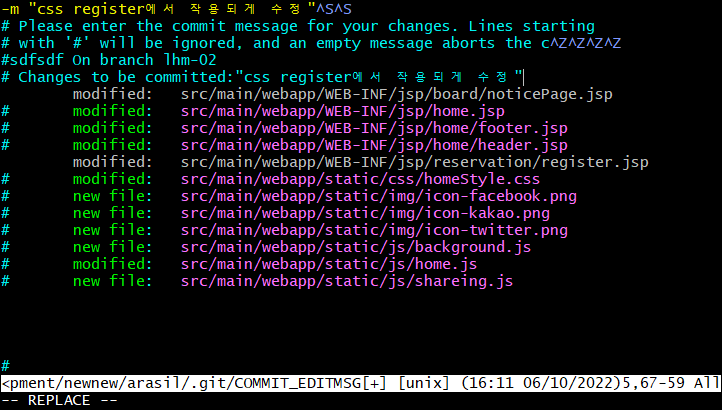 -m "css register에서 작용되게 수정"^S^S
# Please enter the commit message for your changes. Lines starting
# with '#' will be ignored, and an empty message aborts the c^Z^Z^Z^Z
#sdfsdf On branch lhm-02
# Changes to be committed:"css register에서 작용되게 수정"
        modified:   src/main/webapp/WEB-INF/jsp/board/noticePage.jsp
#       modified:   src/main/webapp/WEB-INF/jsp/home.jsp
#       modified:   src/main/webapp/WEB-INF/jsp/home/footer.jsp
#       modified:   src/main/webapp/WEB-INF/jsp/home/header.jsp
        modified:   src/main/webapp/WEB-INF/jsp/reservation/register.jsp
#       modified:   src/main/webapp/static/css/homeStyle.css
#       new file:   src/main/webapp/static/img/icon-facebook.png
#       new file:   src/main/webapp/static/img/icon-kakao.png
#       new file:   src/main/webapp/static/img/icon-twitter.png
#       new file:   src/main/webapp/static/js/background.js
#       modified:   src/main/webapp/static/js/home.js
#       new file:   src/main/webapp/static/js/shareing.js
#
<pment/newnew/arasil/.git/COMMIT_EDITMSG[+] [unix] (16:11 06/10/2022)5,67-59 All
-- REPLACE --